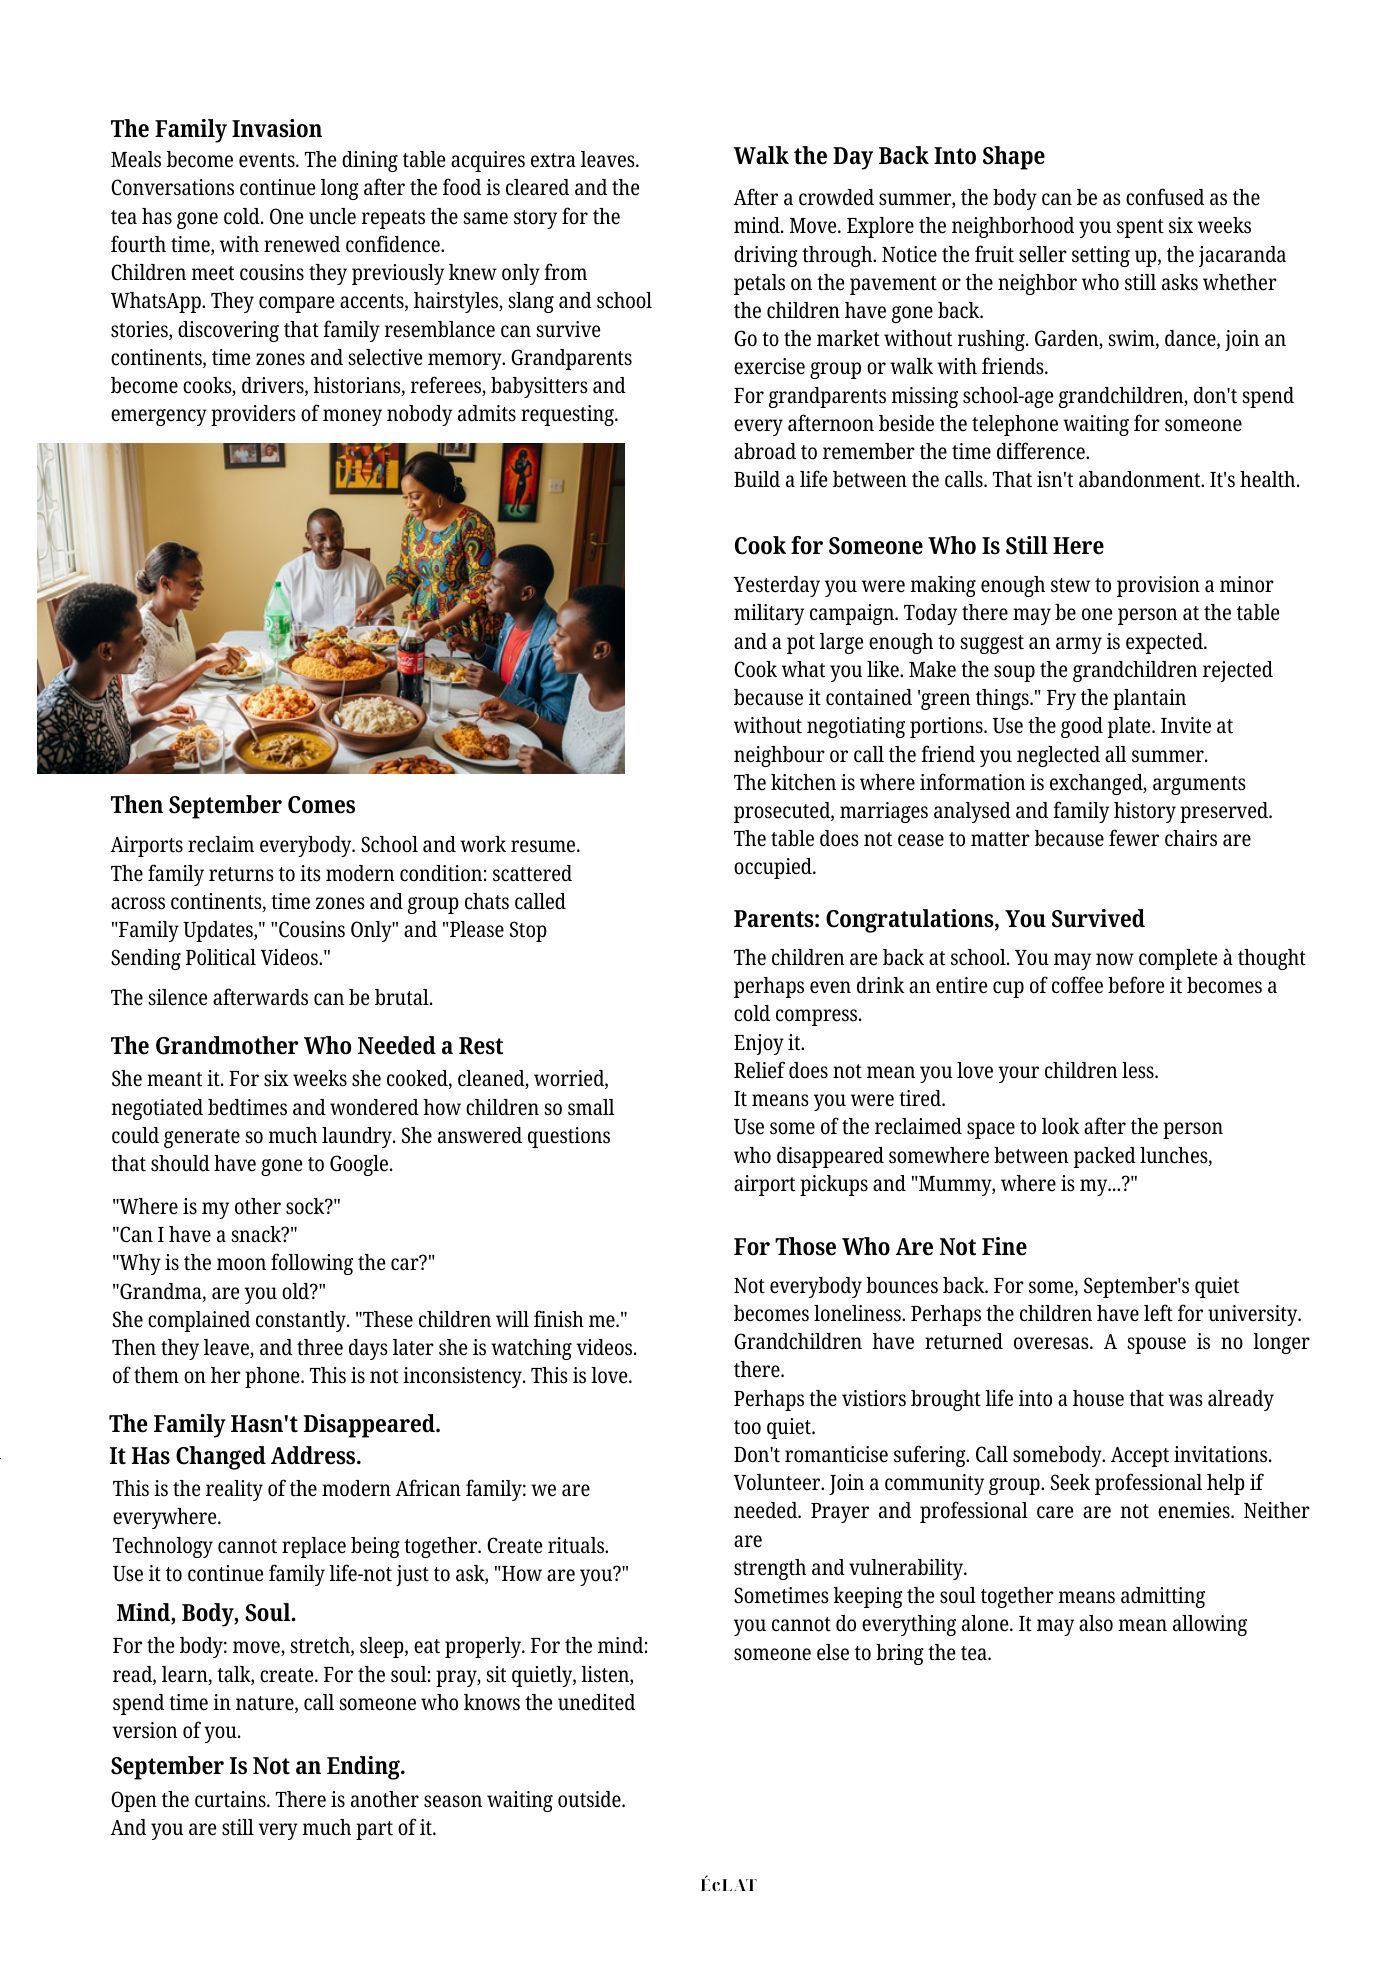 The Family Invasion
Meals become events. The dining table acquires extra leaves.
Conversations continue long after the food is cleared and the
tea has gone cold. One uncle repeats the same story for the
fourth time, with renewed confidence.
Children meet cousins they previously knew only from
WhatsApp. They compare accents, hairstyles, slang and school
stories, discovering that family resemblance can survive
continents, time zones and selective memory. Grandparents
become cooks, drivers, historians, referees, babysitters and
emergency providers of money nobody admits requesting.
Then September Comes
Airports reclaim everybody. School and work resume.
The family returns to its modern condition: scattered
across continents, time zones and group chats called
"Family Updates," "Cousins Only" and "Please Stop
Sending Political Videos."
The silence afterwards can be brutal.
The Grandmother Who Needed a Rest
She meant it. For six weeks she cooked, cleaned, worried,
negotiated bedtimes and wondered how children so small
could generate so much laundry. She answered questions
that should have gone to Google.
"Where is my other sock?"
"Can I have a snack?"
"Why is the moon following the car?"
"Grandma, are you old?"
She complained constantly. "These children will finish me."
Then they leave, and three days later she is watching videos.
of them on her phone. This is not inconsistency. This is love.
The Family Hasn't Disappeared.
It Has Changed Address.
This is the reality of the modern African family: we are
everywhere.
Technology cannot replace being together. Create rituals.
Use it to continue family life-not just to ask, "How are you?"
Mind, Body, Soul.
For the body: move, stretch, sleep, eat properly. For the mind:
read, learn, talk, create. For the soul: pray, sit quietly, listen,
spend time in nature, call someone who knows the unedited
version of you.
September Is Not an Ending.
Open the curtains. There is another season waiting outside.
And you are still very much part of it.
Walk the Day Back Into Shape
After a crowded summer, the body can be as confused as the
mind. Move. Explore the neighborhood you spent six weeks
driving through. Notice the fruit seller setting up, the jacaranda
petals on the pavement or the neighbor who still asks whether
the children have gone back.
Go to the market without rushing. Garden, swim, dance, join an
exercise group or walk with friends.
For grandparents missing school-age grandchildren, don't spend
every afternoon beside the telephone waiting for someone
abroad to remember the time difference.
Build a life between the calls. That isn't abandonment. It's health.
Cook for Someone Who Is Still Here
Yesterday you were making enough stew to provision a minor
military campaign. Today there may be one person at the table
and a pot large enough to suggest an army is expected.
Cook what you like. Make the soup the grandchildren rejected
because it contained 'green things." Fry the plantain
without negotiating portions. Use the good plate. Invite at
neighbour or call the friend you neglected all summer.
The kitchen is where information is exchanged, arguments
prosecuted, marriages analysed and family history preserved.
The table does not cease to matter because fewer chairs are
occupied.
Parents: Congratulations, You Survived
The children are back at school. You may now complete à thought
perhaps even drink an entire cup of coffee before it becomes a
cold compress.
Enjoy it.
Relief does not mean you love your children less.
It means you were tired.
Use some of the reclaimed space to look after the person
who disappeared somewhere between packed lunches,
airport pickups and "Mummy, where is my...?"
For Those Who Are Not Fine
Not everybody bounces back. For some, September's quiet
becomes loneliness. Perhaps the children have left for university.
Grandchildren have returned overesas. A spouse is no longer
there.
Perhaps the vistiors brought life into a house that was already
too quiet.
Don't romanticise sufering. Call somebody. Accept invitations.
Volunteer. Join a community group. Seek professional help if
needed. Prayer and professional care are not enemies. Neither
are
strength and vulnerability.
Sometimes keeping the soul together means admitting
you cannot do everything alone. It may also mean allowing
someone else to bring the tea.
ÉcLAT